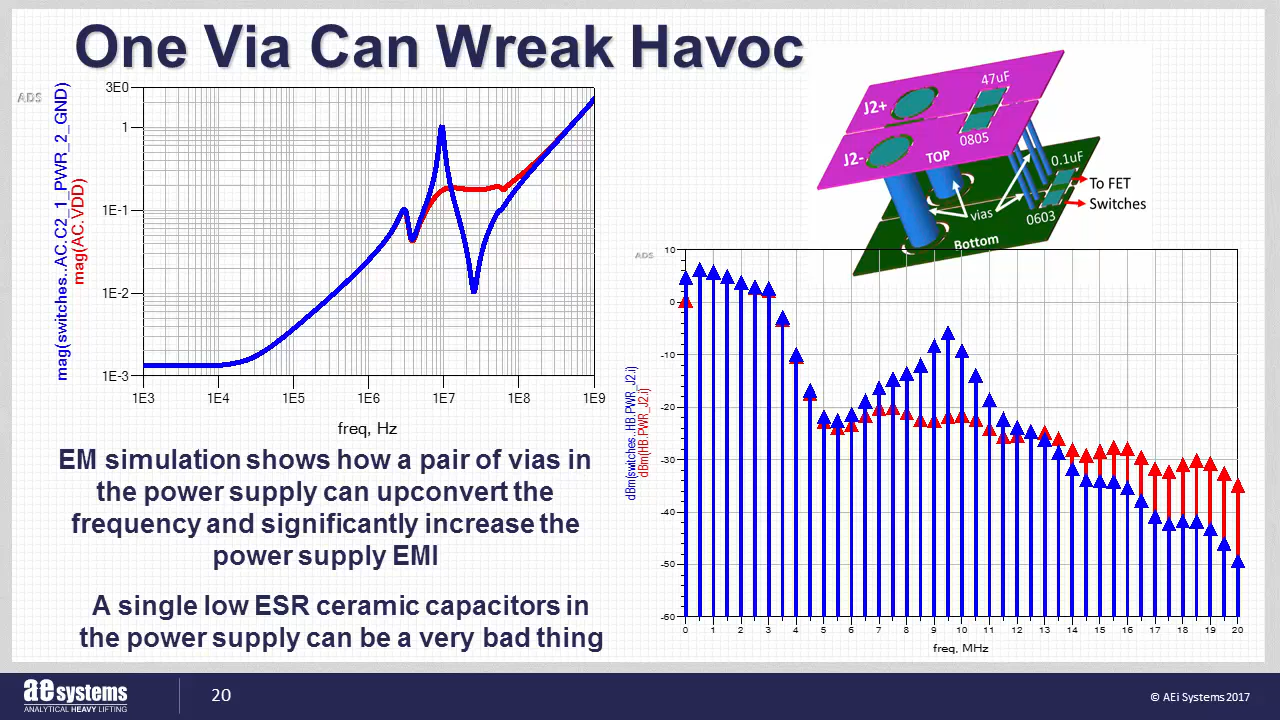 One Via Can Wreak Havoc
ADS
mag(switches..AC.C2_1_PWR_2_GND)
mag(AC.VDD)
3E0
1
1E-1
1E-2
1E-3
1E3 1E4 1E5 1E6 1E7 1E8 1E9
freq, Hz
J2+
47uF
J2-
TOP
0805
0.1uF
To FET
Switches
vias
0603
Bottom
ADS
dBm(switches..HB.PWR_J2.i)
dBm(HB.PWR_J2.i)
10
0
-10
-20
-30
-40
-50
-60
0 1 2 3 4 5 6 7 8 9 10 11 12 13 14 15 16 17 18 19 20
freq, MHz
EM simulation shows how a pair of vias in
the power supply can upconvert the
frequency and significantly increase the
power supply EMI
A single low ESR ceramic capacitors in
the power supply can be a very bad thing
ae systems
ANALYTICAL HEAVY LIFTING
20
© AEi Systems 2017